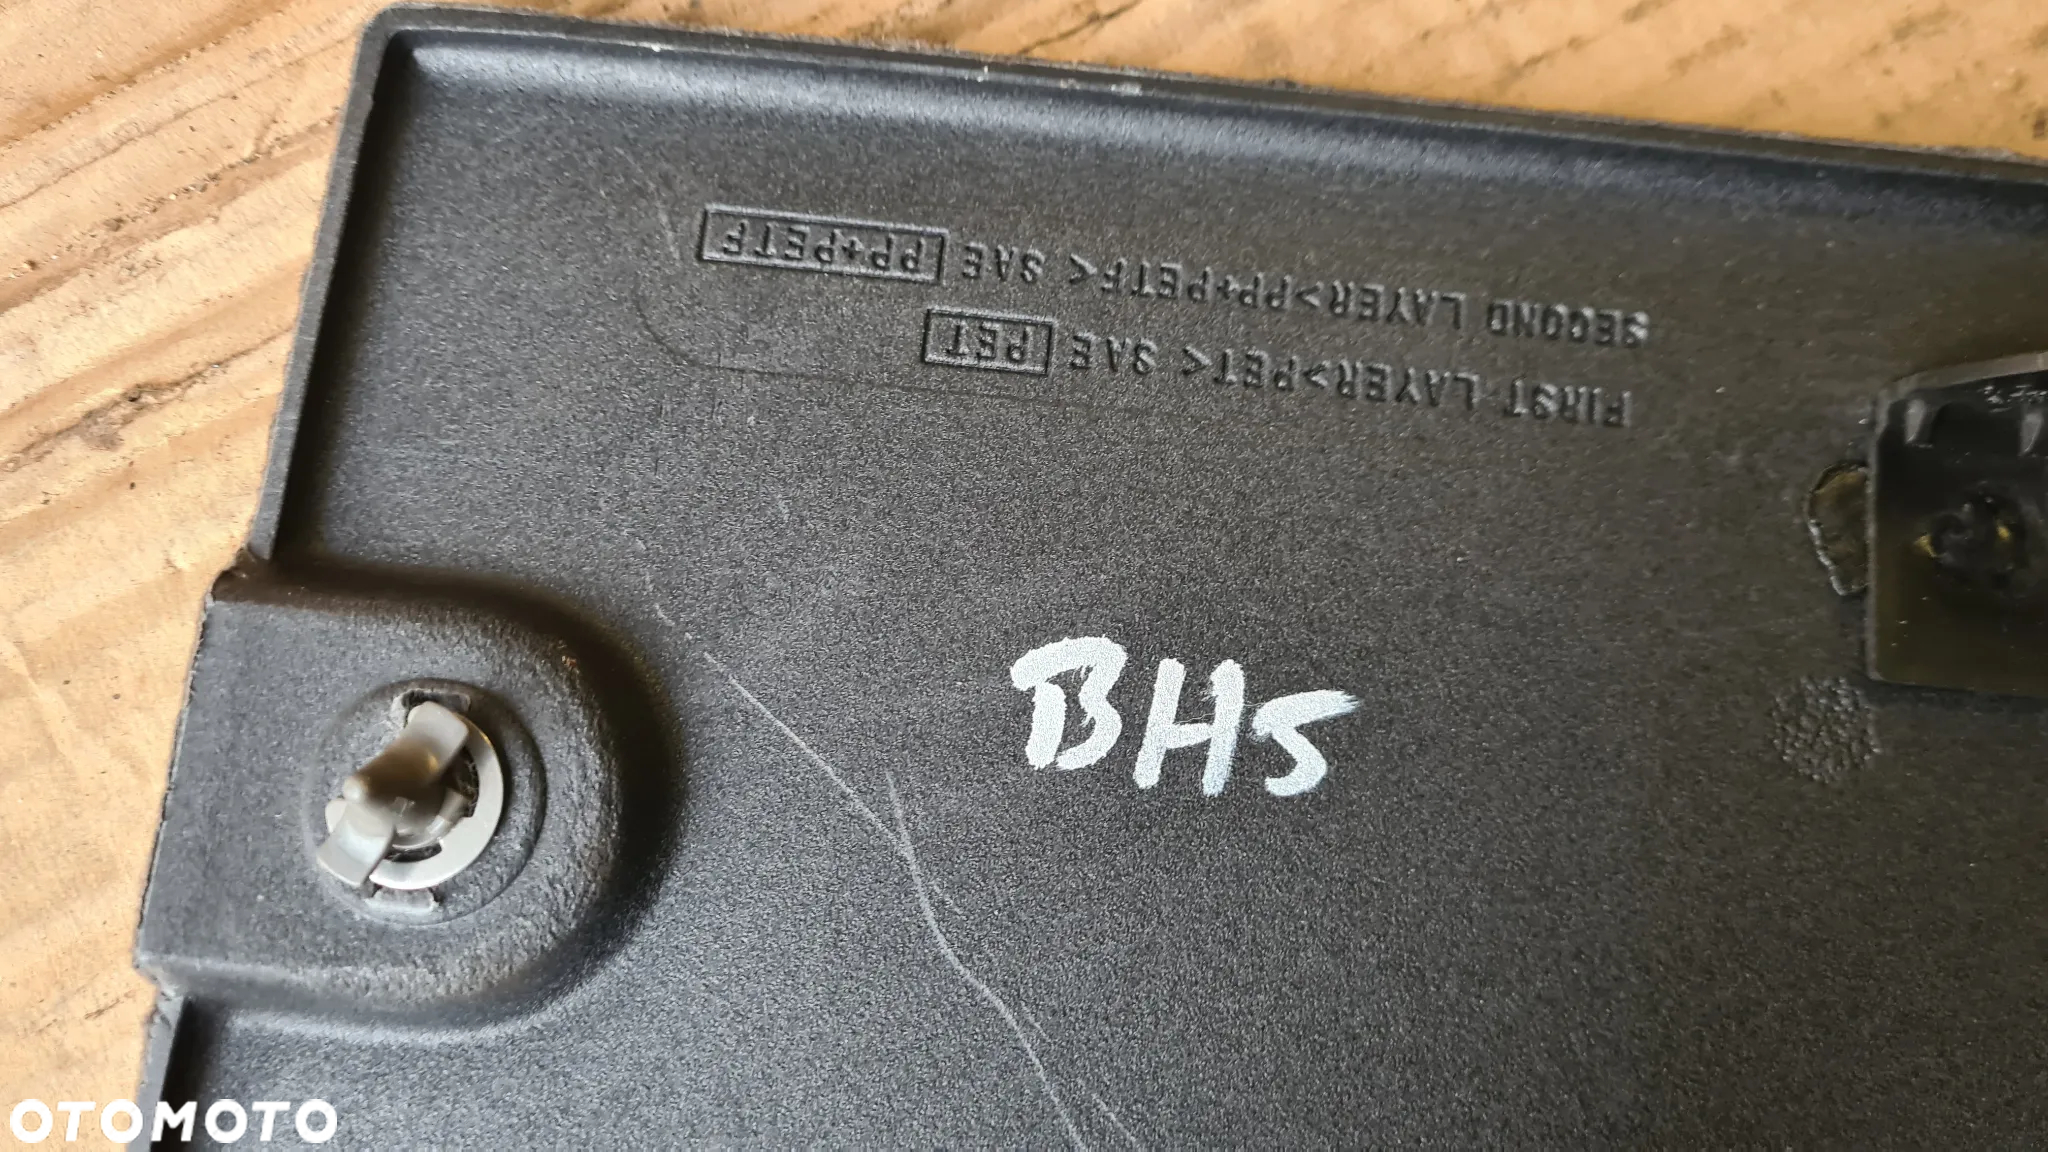 FIRST LAYER>PET< SAE PET
SECOND LAYER>PP+PETF< SAE PP+PETF
BH5
OTOMOTO